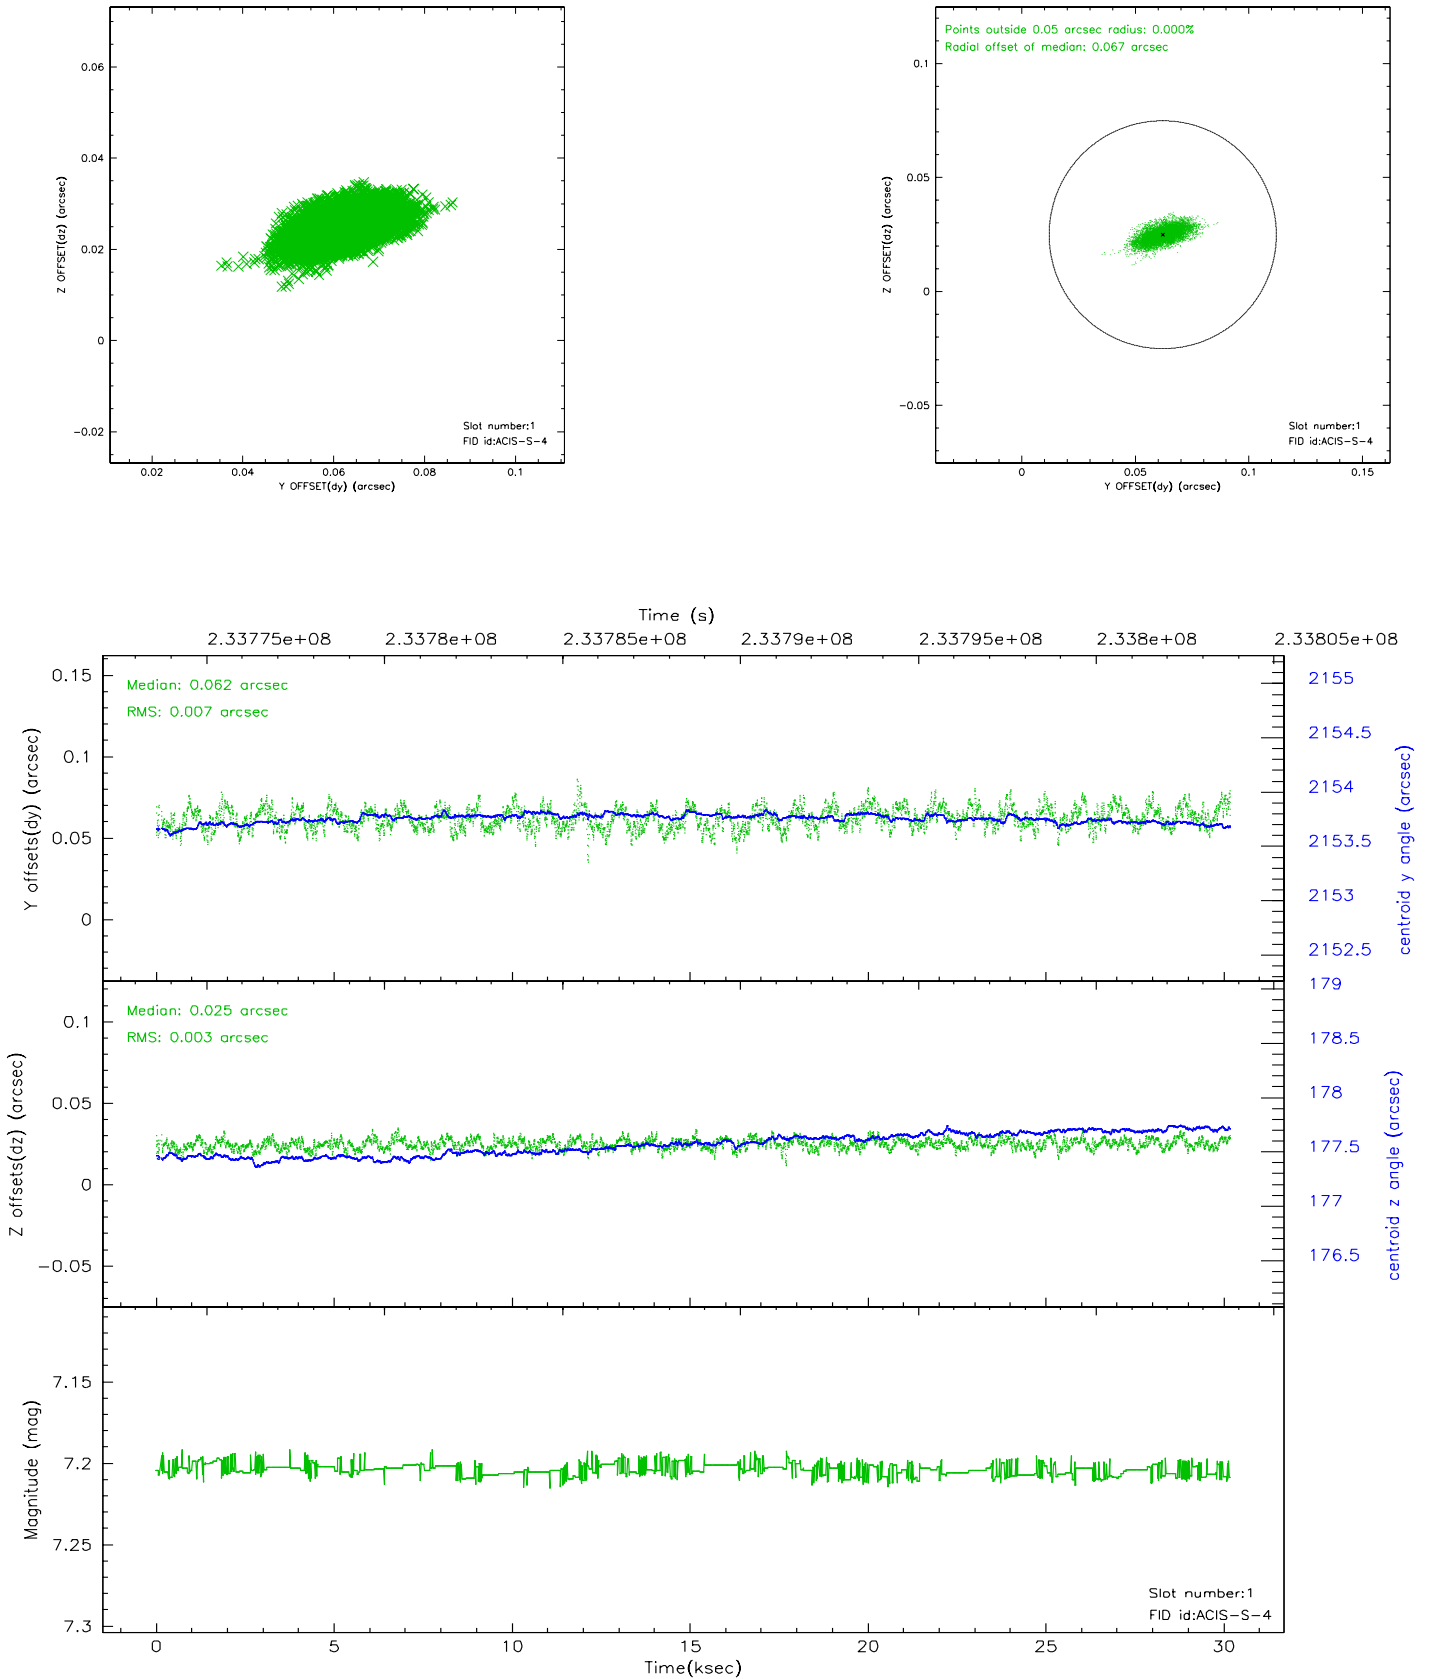 0.06
0.04
0.02
0
-0.02
Z OFFSET(dz) (arcsec)
0.02
0.04
0.06
0.08
0.1
Y OFFSET(dy) (arcsec)
Slot number:1
FID id:ACIS-S-4
Points outside 0.05 arcsec radius: 0.000%
Radial offset of median: 0.067 arcsec
0.1
0.05
0
-0.05
Z OFFSET(dz) (arcsec)
0
0.05
0.1
0.15
Y OFFSET(dy) (arcsec)
Slot number:1
FID id:ACIS-S-4
Time (s)
2.33775e+08
2.3378e+08
2.33785e+08
2.3379e+08
2.33795e+08
2.338e+08
2.33805e+08
Median: 0.062 arcsec
RMS: 0.007 arcsec
0.15
0.1
0.05
0
Y offsets(dy) (arcsec)
2155
2154.5
2154
2153.5
2153
2152.5
centroid y angle (arcsec)
Median: 0.025 arcsec
RMS: 0.003 arcsec
0.1
0.05
0
-0.05
Z offsets(dz) (arcsec)
179
178.5
178
177.5
177
176.5
centroid z angle (arcsec)
7.15
7.2
7.25
7.3
Magnitude (mag)
Slot number:1
FID id:ACIS-S-4
0
5
10
15
20
25
30
Time(ksec)